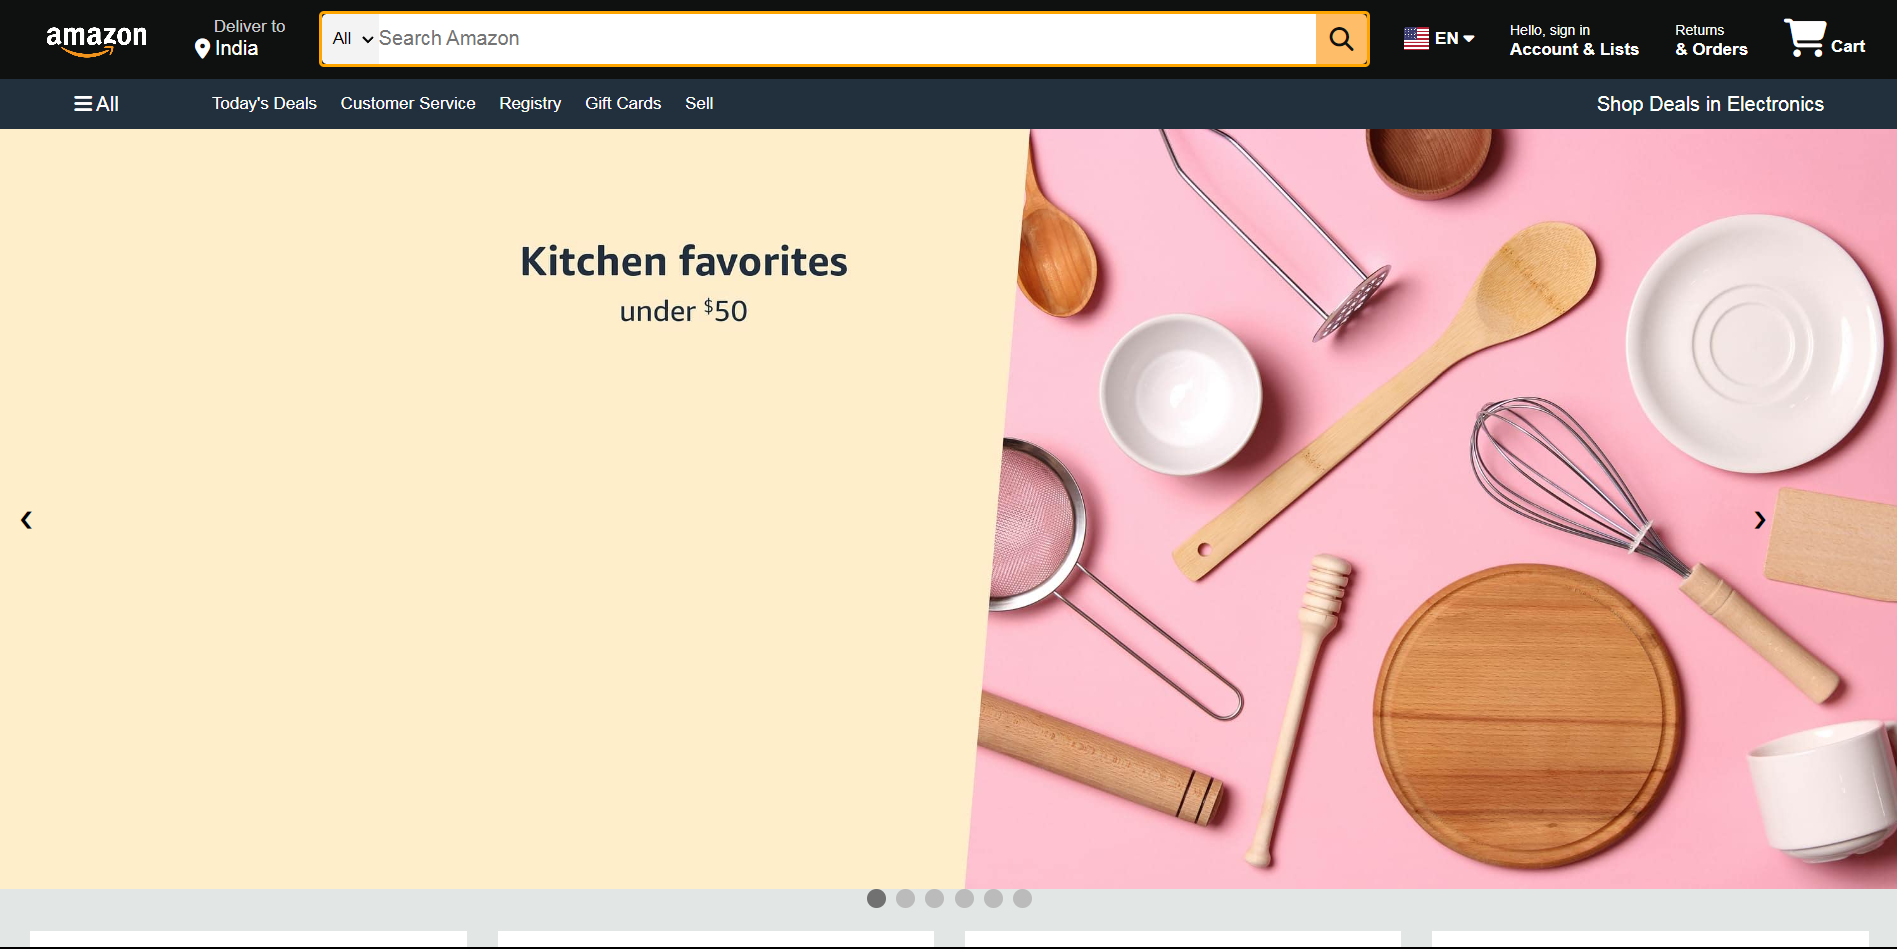 amazon
Deliver to
India
All
Search Amazon
EN
Hello, sign in
Account & Lists
Returns
& Orders
Cart
All
Today's Deals
Customer Service
Registry
Gift Cards
Sell
Shop Deals in Electronics
Kitchen favorites
under $50